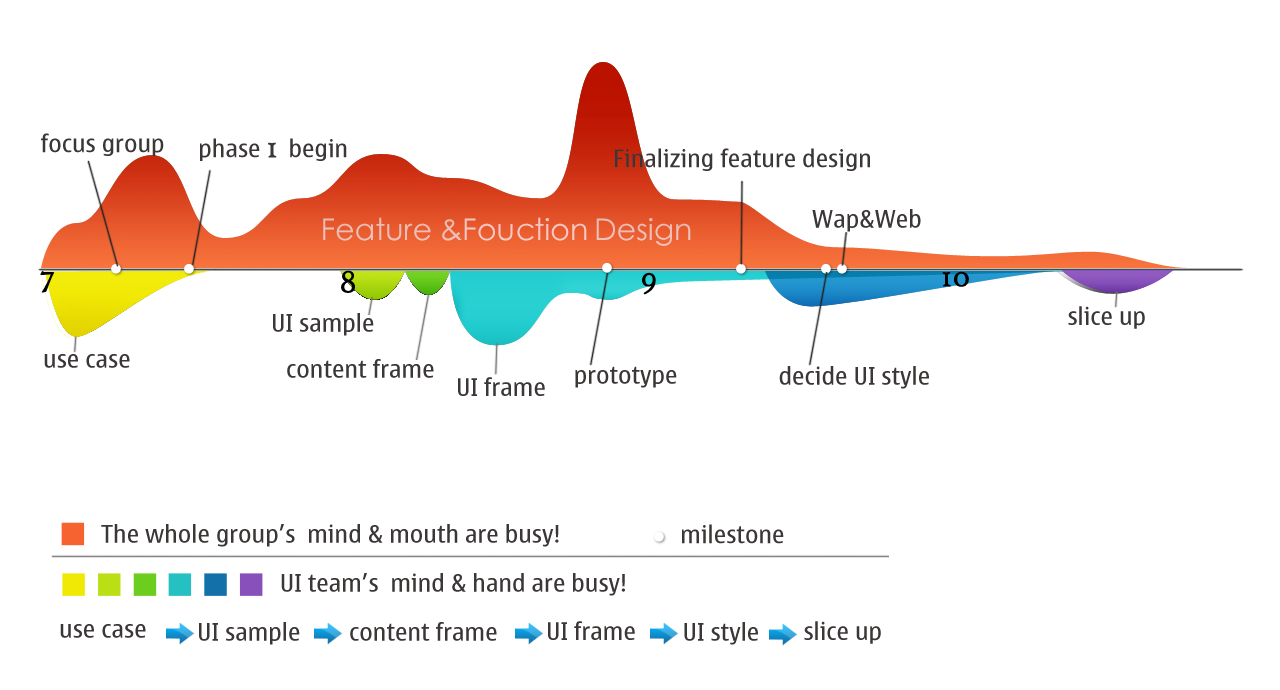 focus group
phase 1 begin
Finalizing feature design
Wap&Web
Feature &Fouction Design
7
8
9
10
use case
UI sample
content frame
UI frame
prototype
decide UI style
slice up
The whole group's mind & mouth are busy!
milestone
UI team's mind & hand are busy!
use case UI sample content frame UI frame UI style slice up